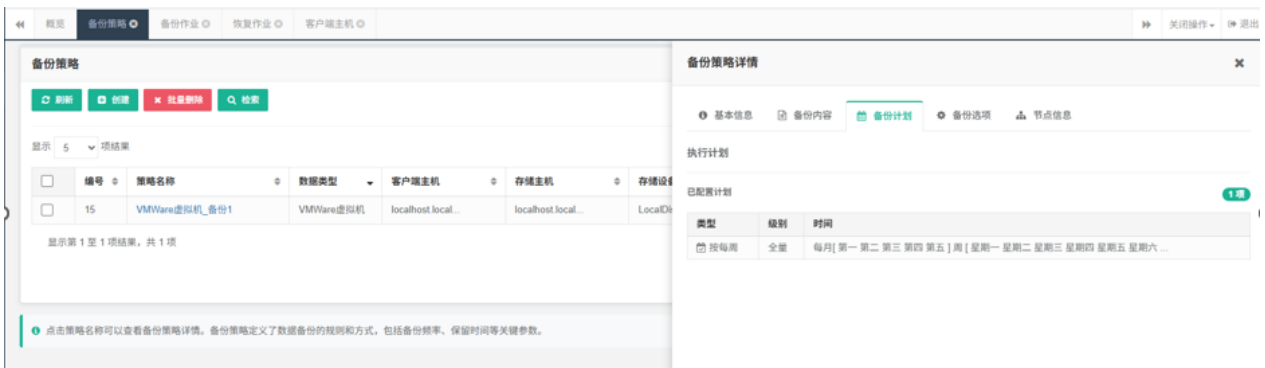 概览 备份策略 备份作业 恢复作业 客户端主机 关闭操作 退出
备份策略
刷新 创建 批量删除 检索
显示 5 项结果
编号 策略名称 数据类型 客户端主机 存储主机 存储设备
15 VMWare虚拟机_备份1 VMWare虚拟机 localhost.local... localhost.local... LocalDis
显示第 1 至 1 项结果，共 1 项
点击策略名称可以查看备份策略详情。备份策略定义了数据备份的规则和方式，包括备份频率、保留时间等关键参数。
备份策略详情
基本信息 备份内容 备份计划 备份选项 节点信息
执行计划
已配置计划 1 项
类型 级别 时间
按每周 全量 每月[ 第一 第二 第三 第四 第五 ] 周 [ 星期一 星期二 星期三 星期四 星期五 星期六 ...